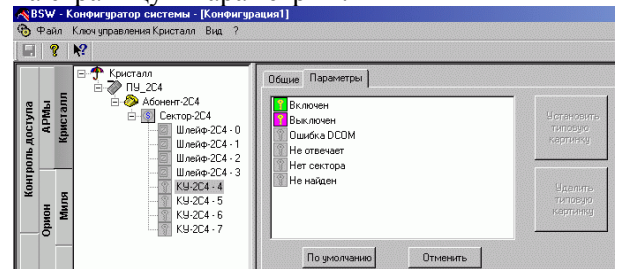 BSW - Конфигуратор системы - [Конфигурация1]
Файл Ключ управления Кристалл Вид ?
Контроль доступа
АРМы
Кристалл
Орион
Миля
Кристалл
ПУ_2С4
Абонент-2С4
Сектор-2С4
Шлейф-2С4 - 0
Шлейф-2С4 - 1
Шлейф-2С4 - 2
Шлейф-2С4 - 3
КУ-2С4 - 4
КУ-2С4 - 5
КУ-2С4 - 6
КУ-2С4 - 7
Общие Параметры
Включен
Выключен
Ошибка DCOM
Не отвечает
Нет сектора
Не найден
Установить
типовую
картинку
Удалить
типовую
картинку
По умолчанию Отменить